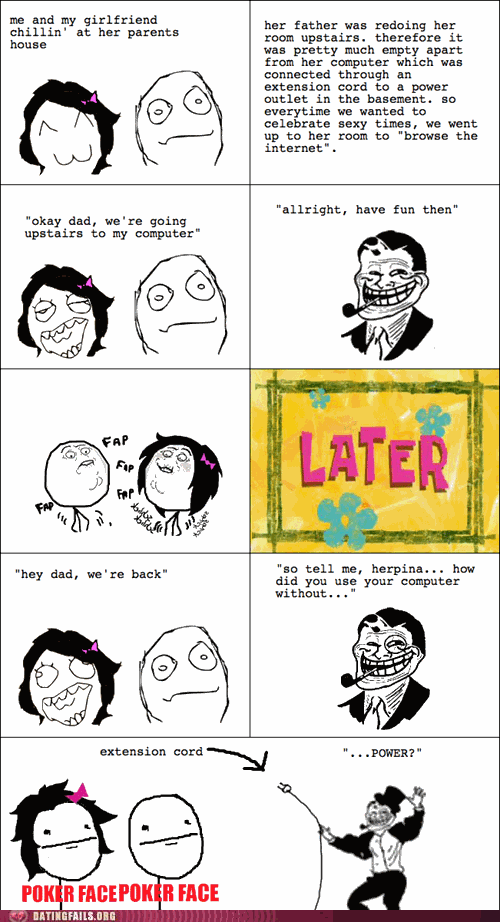 me and my girlfriend
chillin' at her parents
house
her father was redoing her
room upstairs. therefore it
was pretty much empty apart
from her computer which was
connected through an
extension cord to a power
outlet in the basement. so
everytime we wanted to
celebrate sexy times, we went
up to her room to "browse the
internet".
"okay dad, we're going
upstairs to my computer"
"allright, have fun then"
FAP
FAP
FAP
FAP
LATER
"hey dad, we're back"
"so tell me, herpina... how
did you use your computer
without..."
extension cord
"...POWER?"
POKER FACE POKER FACE
DATINGFAILS.ORG